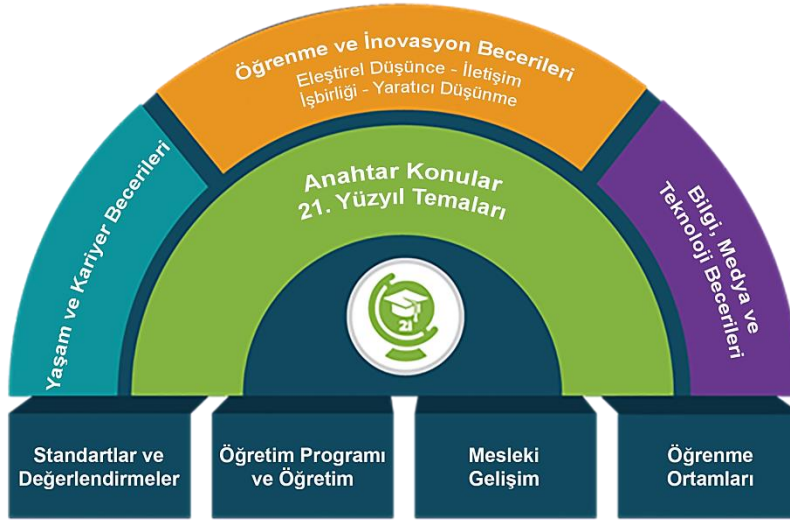 Öğrenme ve İnovasyon Becerileri
Eleştirel Düşünce - İletişim
İşbirliği - Yaratıcı Düşünme
Yaşam ve Kariyer Becerileri
Anahtar Konular
21. Yüzyıl Temaları
Bilgi, Medya ve
Teknoloji Becerileri
21
Standartlar ve
Değerlendirmeler
Öğretim Programı
ve Öğretim
Mesleki
Gelişim
Öğrenme
Ortamları